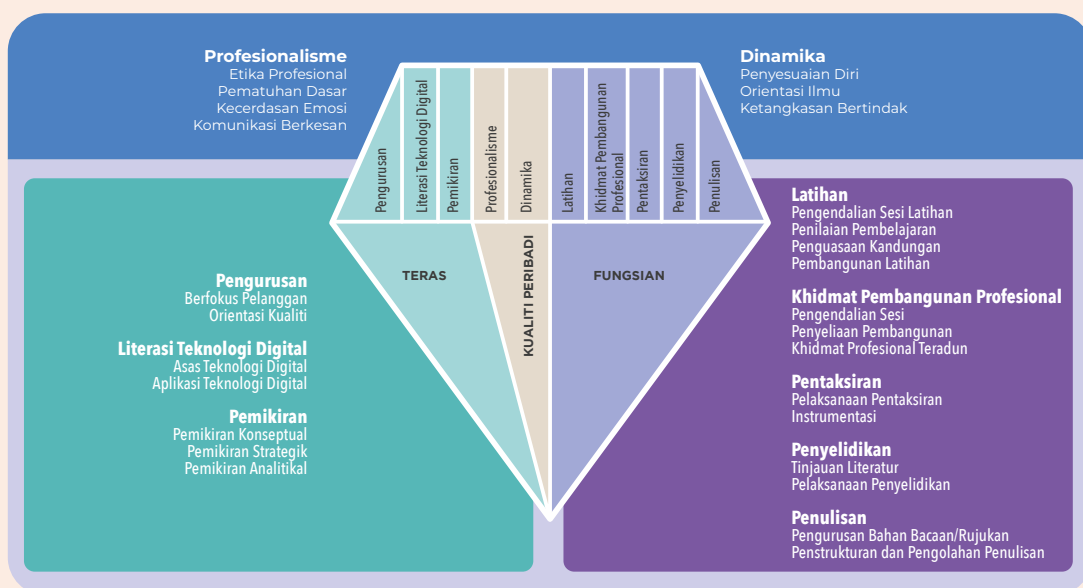 Profesionalisme
Etika Profesional
Pematuhan Dasar
Kecerdasan Emosi
Komunikasi Berkesan
Dinamika
Penyesuaian Diri
Orientasi Ilmu
Ketangkasan Bertindak
Pengurusan
Literasi Teknologi Digital
Pemikiran
Profesionalisme
Dinamika
Latihan
Khidmat Pembangunan
Profesional
Pentaksiran
Penyelidikan
Penulisan
TERAS
KUALITI PERIBADI
FUNGSIAN
Pengurusan
Berfokus Pelanggan
Orientasi Kualiti
Literasi Teknologi Digital
Asas Teknologi Digital
Aplikasi Teknologi Digital
Pemikiran
Pemikiran Konseptual
Pemikiran Strategik
Pemikiran Analitikal
Latihan
Pengendalian Sesi Latihan
Penilaian Pembelajaran
Penguasaan Kandungan
Pembangunan Latihan
Khidmat Pembangunan Profesional
Pengendalian Sesi
Penyeliaan Pembangunan
Khidmat Profesional Teradun
Pentaksiran
Pelaksanaan Pentaksiran
Instrumentasi
Penyelidikan
Tinjauan Literatur
Pelaksanaan Penyelidikan
Penulisan
Pengurusan Bahan Bacaan/Rujukan
Penstrukturan dan Pengolahan Penulisan